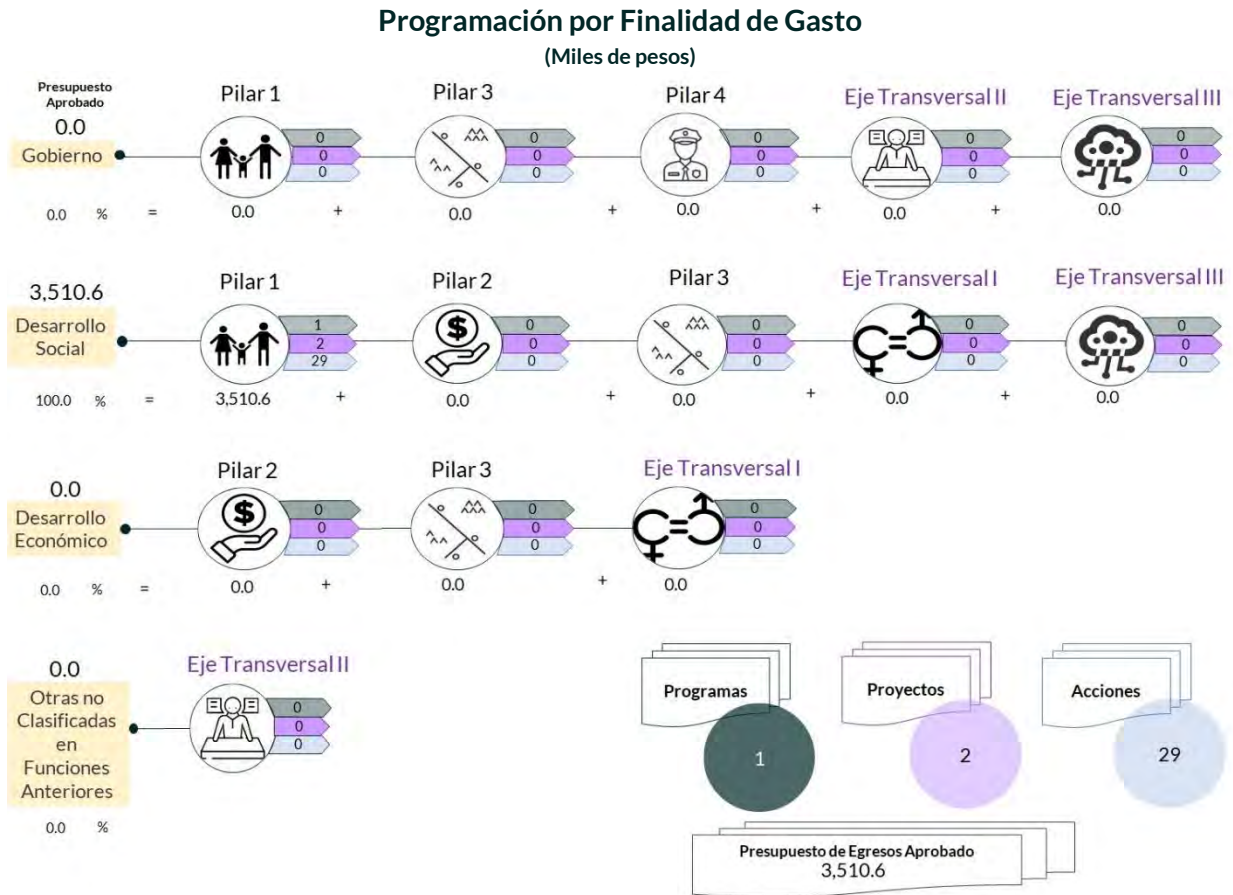 Programación por Finalidad de Gasto
(Miles de pesos)
Presupuesto
Aprobado
0.0
Gobierno
0.0 % =
Pilar 1
0
0
0
0.0 +
Pilar 3
0
0
0
0.0 +
Pilar 4
0
0
0
0.0 +
Eje Transversal II
0
0
0
0.0 +
Eje Transversal III
0
0
0
0.0
3,510.6
Desarrollo
Social
100.0 % =
Pilar 1
1
2
29
3,510.6 +
Pilar 2
$
0
0
0
0.0 +
Pilar 3
0
0
0
0.0 +
Eje Transversal I
0
0
0
0.0 +
Eje Transversal III
0
0
0
0.0
0.0
Desarrollo
Económico
0.0 % =
Pilar 2
$
0
0
0
0.0 +
Pilar 3
0
0
0
0.0 +
Eje Transversal I
0
0
0
0.0
0.0
Otras no
Clasificadas
en
Funciones
Anteriores
0.0 %
Eje Transversal II
0
0
0
Programas
1
Proyectos
2
Acciones
29
Presupuesto de Egresos Aprobado
3,510.6